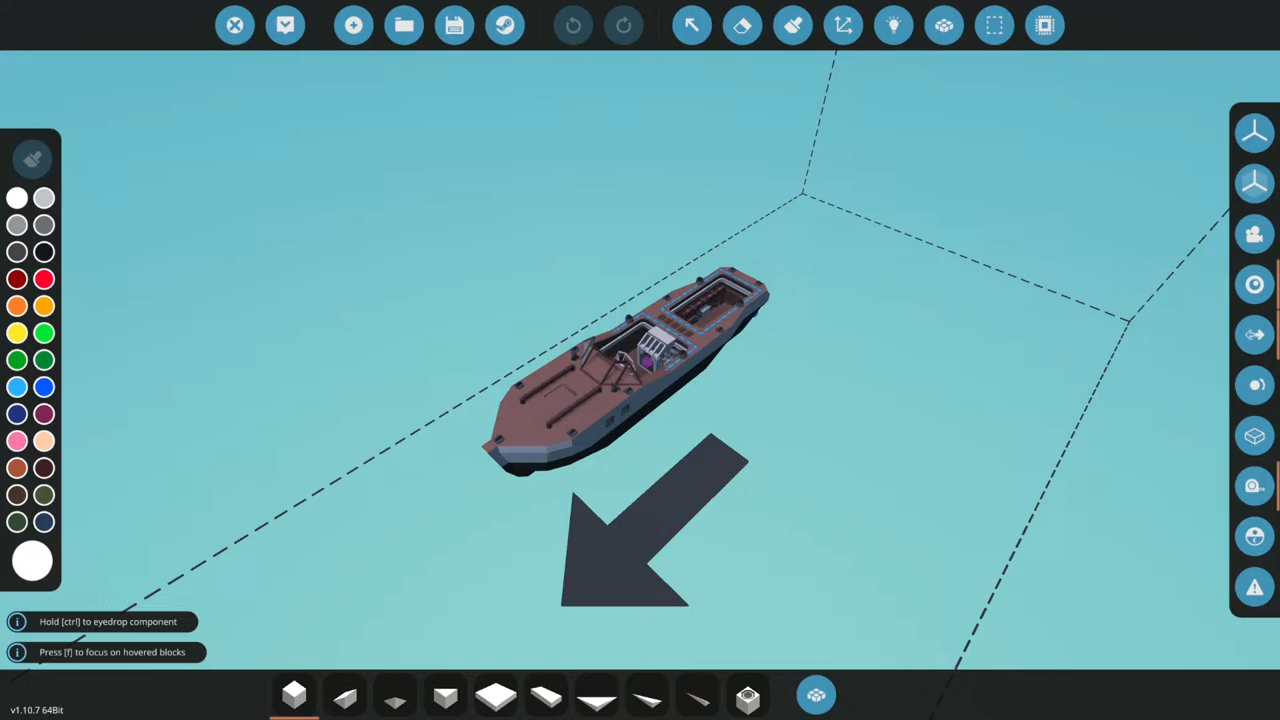 Hold [ctrl] to eyedrop component
Press [f] to focus on hovered blocks
v1.10.7 64Bit